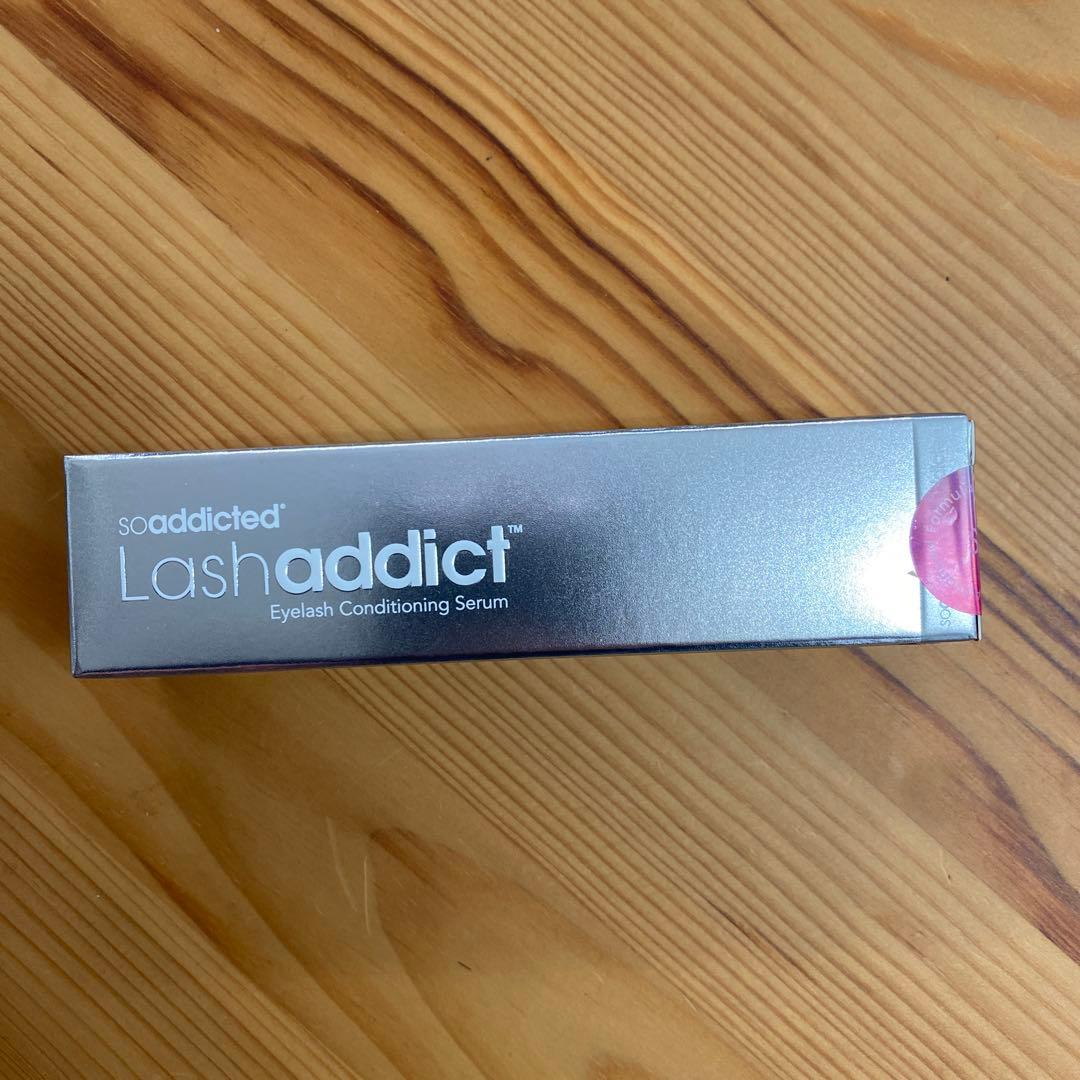 soaddicted®
Lashaddict™
Eyelash Conditioning Serum